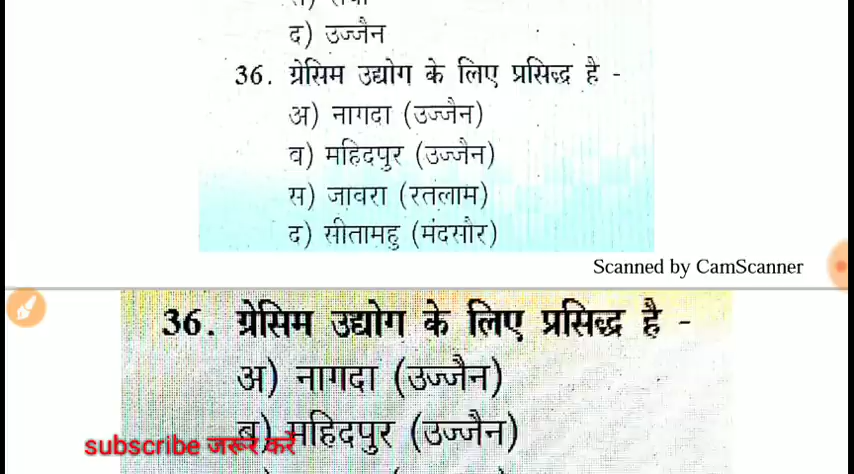 द) उज्जैन
36. ग्रेसिम उद्योग के लिए प्रसिद्ध है -
अ) नागदा (उज्जैन)
व) महिदपुर (उज्जैन)
स) जावरा (रतलाम)
द) सीतामहु (मंदसौर)
Scanned by CamScanner
36. ग्रेसिम उद्योग के लिए प्रसिद्ध है -
अ) नागदा (उज्जैन)
ब) महिदपुर (उज्जैन)
subscribe जरूर करें